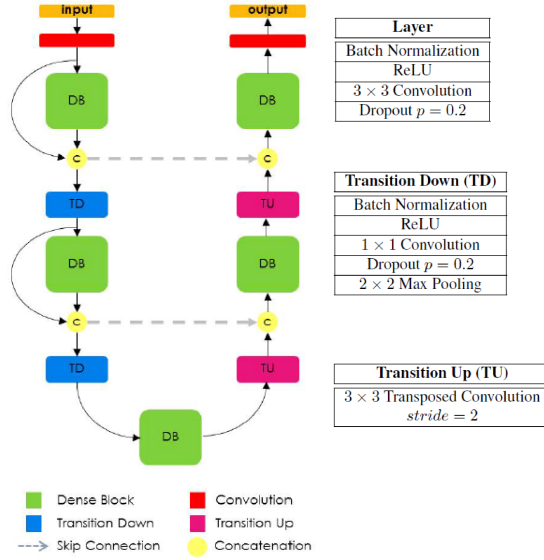 input
output
DB
DB
C
C
TD
TU
DB
DB
C
C
TD
TU
DB
Layer
Batch Normalization
ReLU
3 × 3 Convolution
Dropout p = 0.2
Transition Down (TD)
Batch Normalization
ReLU
1 × 1 Convolution
Dropout p = 0.2
2 × 2 Max Pooling
Transition Up (TU)
3 × 3 Transposed Convolution
stride = 2
Dense Block
Convolution
Transition Down
Transition Up
Skip Connection
C
Concatenation